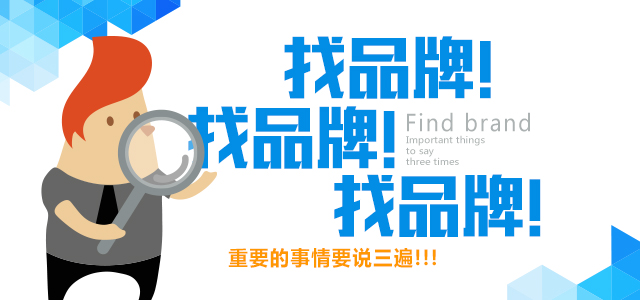 找品牌!
找品牌!
Find brand
Important things
to say
three times
找品牌!
重要的事情要说三遍!!!